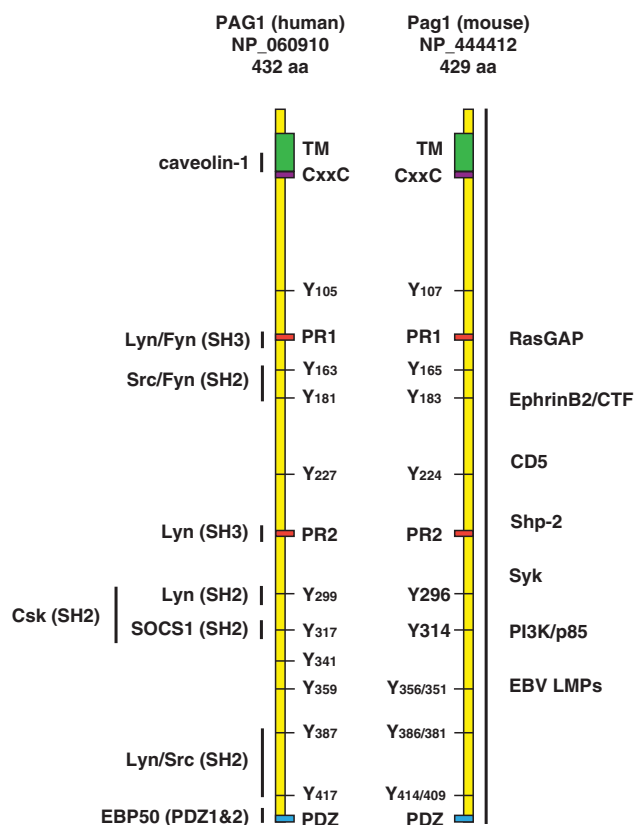 PAG1 (human)
NP_060910
432 aa
Pag1 (mouse)
NP_444412
429 aa
caveolin-1
TM
CxxC
TM
CxxC
Y105
Y107
Lyn/Fyn (SH3)
PR1
PR1
RasGAP
Src/Fyn (SH2)
Y163
Y165
Y181
Y183
EphrinB2/CTF
Y227
Y224
CD5
Lyn (SH3)
PR2
PR2
Shp-2
Syk
Csk (SH2)
Lyn (SH2)
Y299
Y296
SOCS1 (SH2)
Y317
Y314
PI3K/p85
Y341
Y359
Y356/351
EBV LMPs
Y387
Y386/381
Lyn/Src (SH2)
Y417
Y414/409
EBP50 (PDZ1&2)
PDZ
PDZ